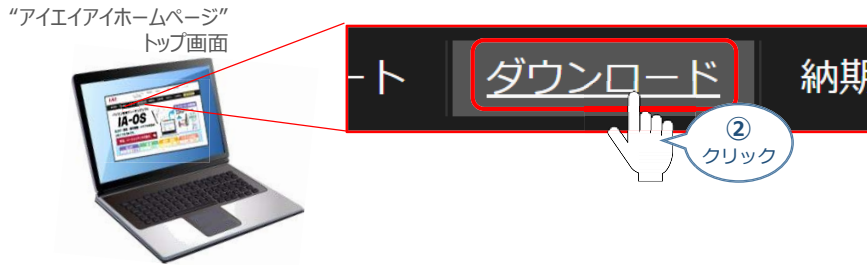 “アイエイアイホームページ”
トップ画面
IAI
IA-OS
ート
ダウンロード
納期
②
クリック